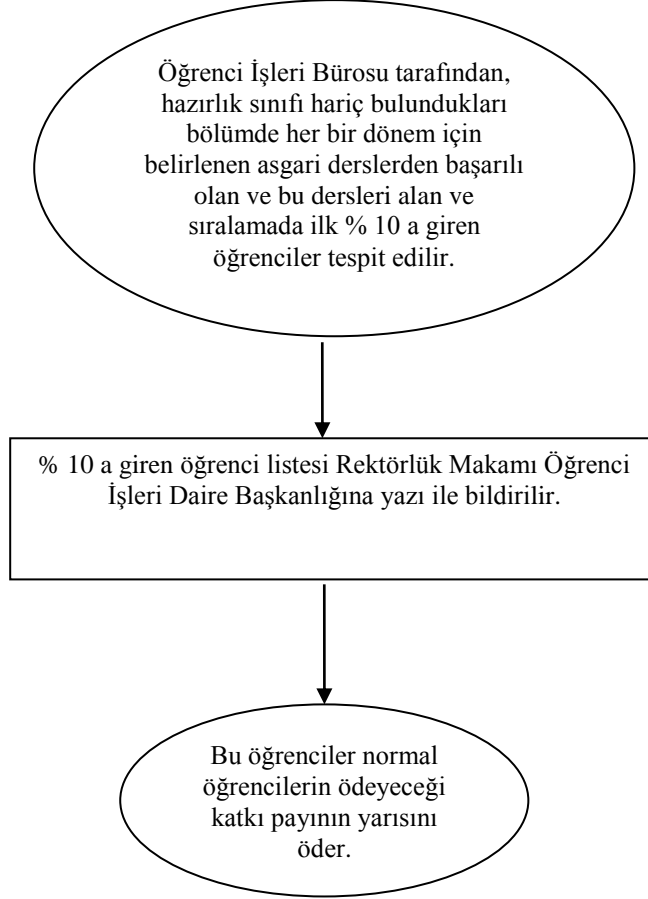 Öğrenci İşleri Bürosu tarafından,
hazırlık sınıfı hariç bulundukları
bölümde her bir dönem için
belirlenen asgari derslerden başarılı
olan ve bu dersleri alan ve
sıralamada ilk % 10 a giren
öğrenciler tespit edilir.
% 10 a giren öğrenci listesi Rektörlük Makamı Öğrenci
İşleri Daire Başkanlığına yazı ile bildirilir.
Bu öğrenciler normal
öğrencilerin ödeyeceği
katkı payının yarısını
öder.